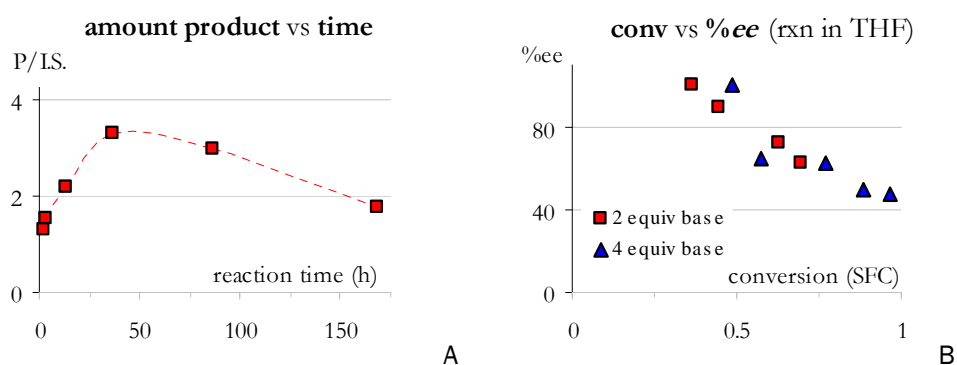 amount product vs time
P/I.S.
4
2
0
reaction time (h)
0 50 100 150
A
conv vs %ee (rxn in THF)
%ee
80
40
0
2 equiv base
4 equiv base
conversion (SFC)
0 0.5 1
B